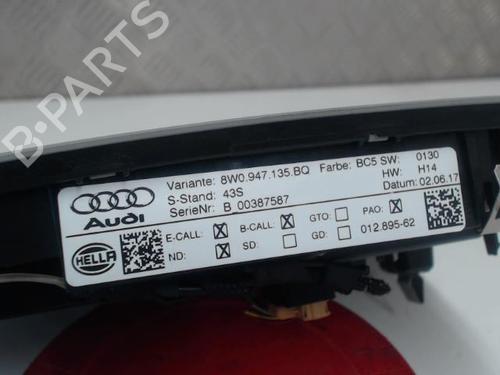 Variante: 8W0.947.135.BQ Farbe: BC5 SW: 0130
S-Stand: 43S HW: H14
SerieNr: B_00387587 Datum: 02.06.17
Audi
E-CALL: B-CALL: GTO: PAO:
ND: SD: GD: 012.895-62
HELLA
B-PARTS